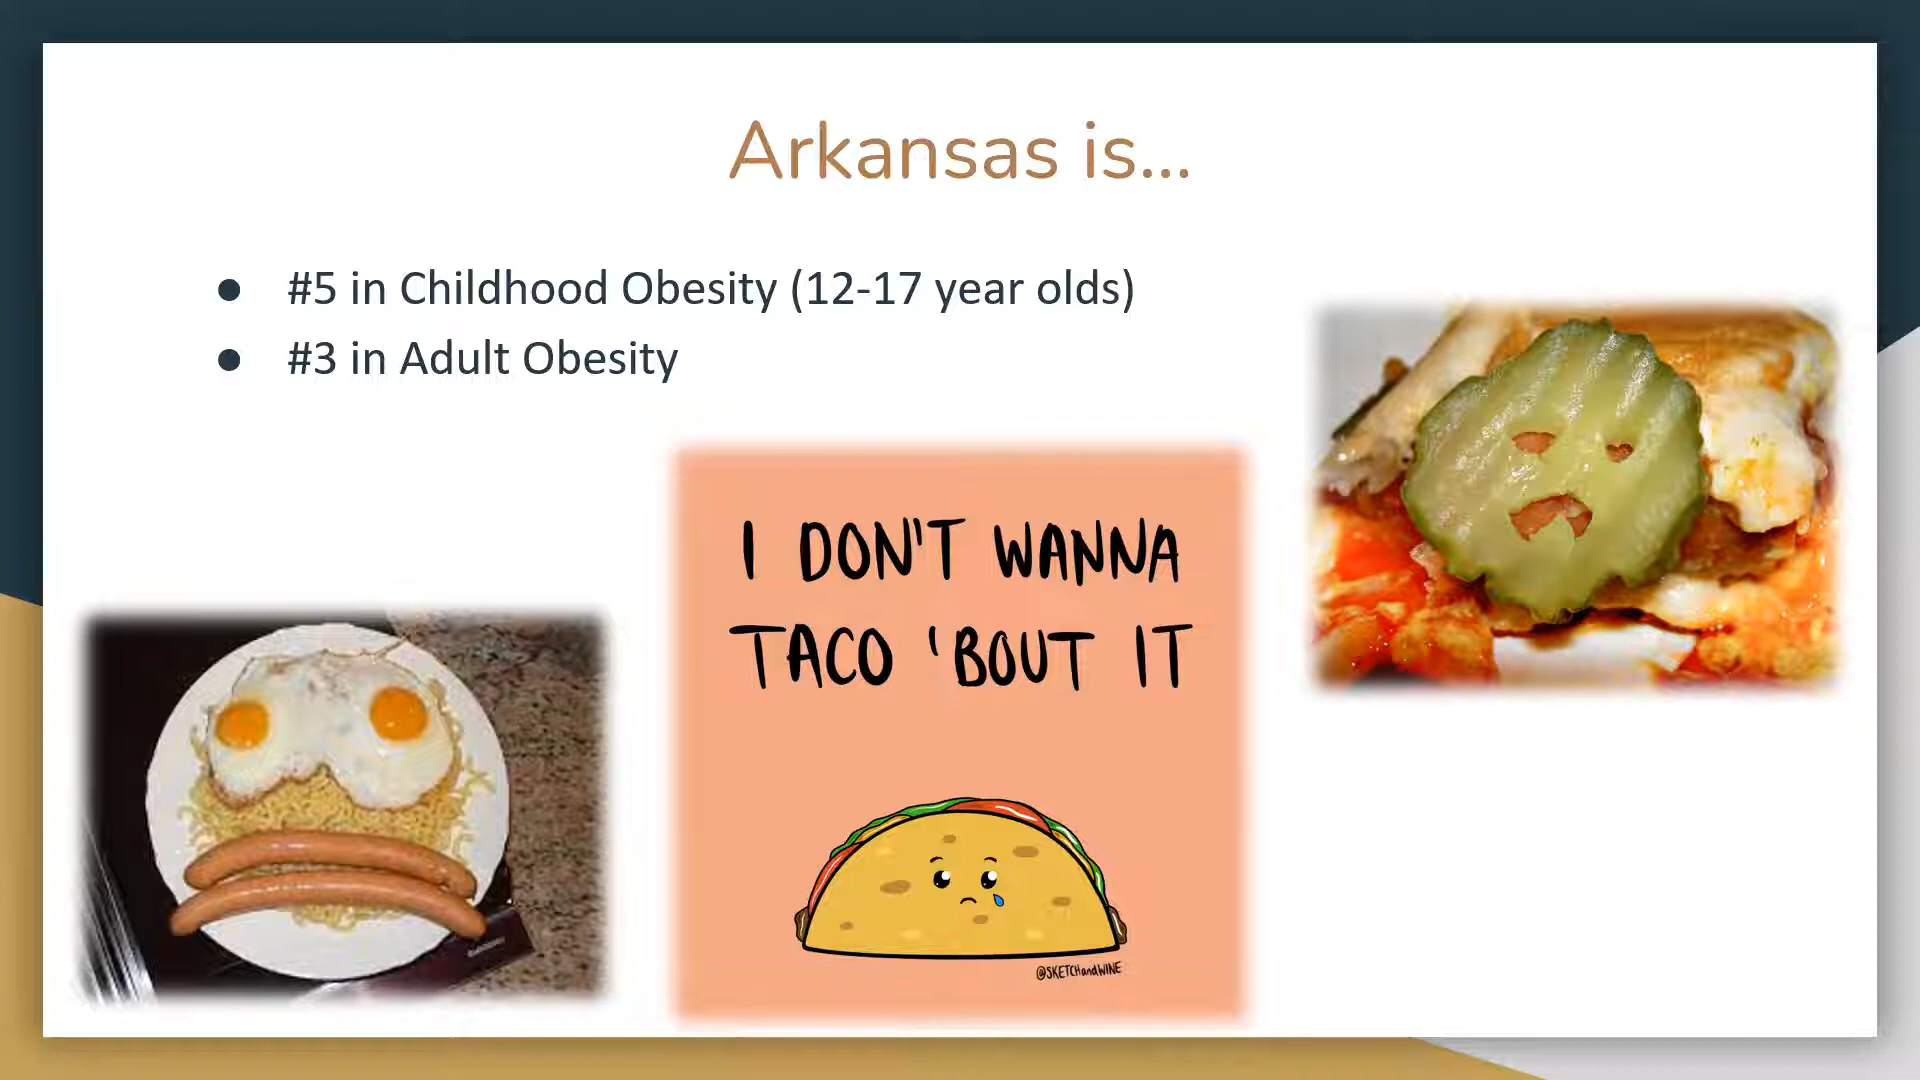 Arkansas is...
● #5 in Childhood Obesity (12-17 year olds)
● #3 in Adult Obesity
I DON'T WANNA
TACO 'BOUT IT
@SKETCHandWINE